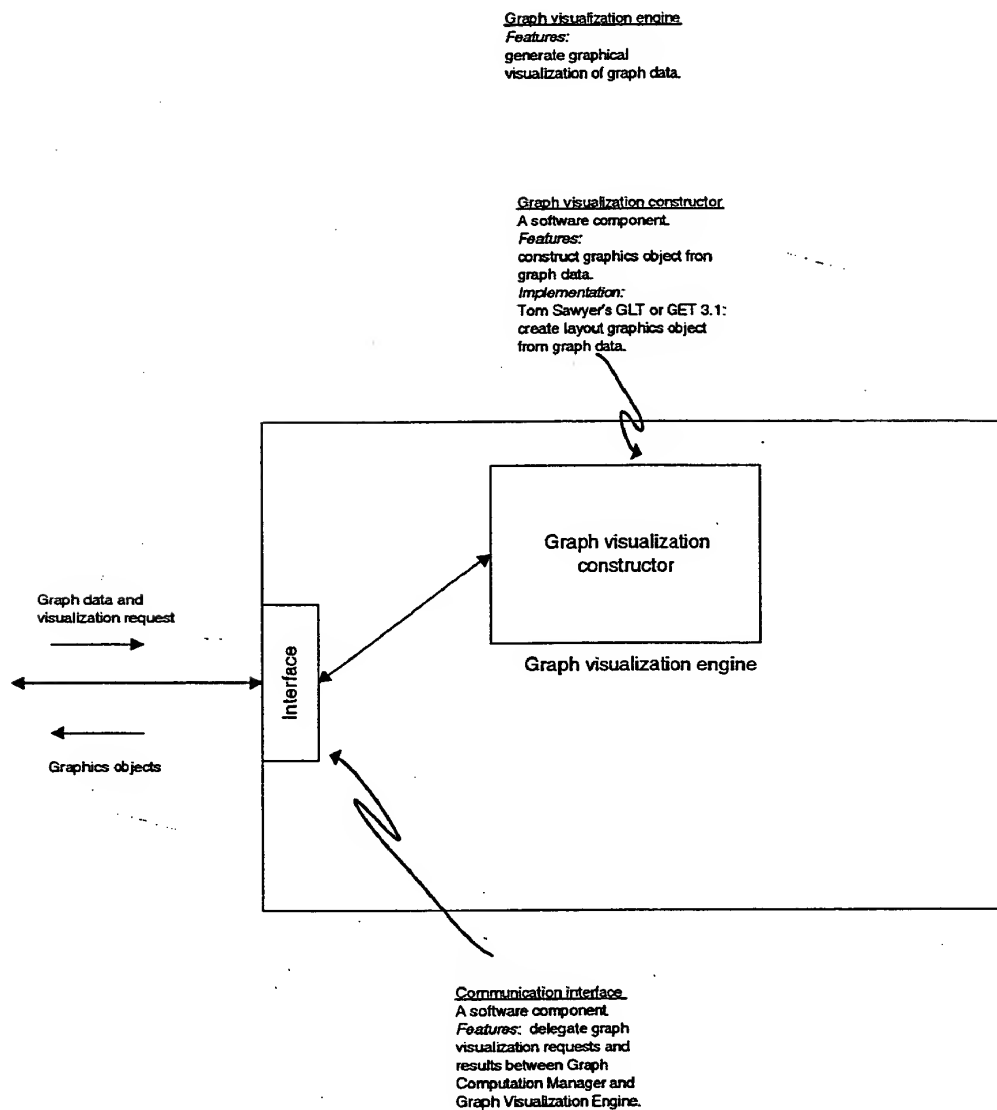 Graph visualization engine
Features:
generate graphical
visualization of graph data.
Graph visualization constructor
A software component.
Features:
construct graphics object fron
graph data.
Implementation:
Tom Sawyer's GLT or GET 3.1:
create layout graphics object
from graph data.
Graph visualization
constructor
Graph visualization engine
Graph data and
visualization request
Interface
Graphics objects
Communication interface
A software component.
Features: delegate graph
visualization requests and
results between Graph
Computation Manager and
Graph Visualization Engine.